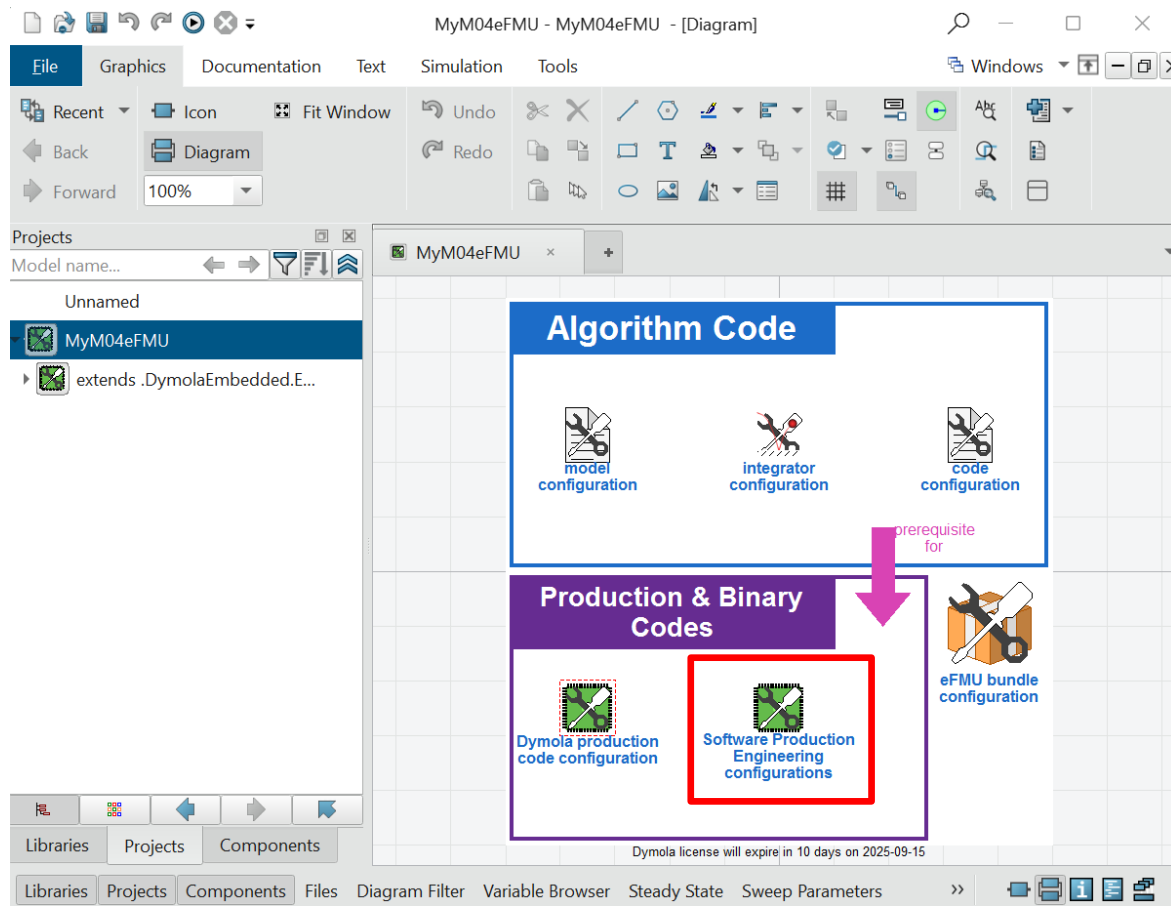 MyM04eFMU - MyM04eFMU - [Diagram]
File Graphics Documentation Text Simulation Tools Windows
Recent Icon Fit Window Undo
Back Diagram Redo
Forward 100%
Projects
Model name...
MyM04eFMU
Unnamed
MyM04eFMU
extends .DymolaEmbedded.E...
Algorithm Code
model
configuration
integrator
configuration
code
configuration
prerequisite
for
Production & Binary
Codes
Dymola production
code configuration
Software Production
Engineering
configurations
eFMU bundle
configuration
Dymola license will expire in 10 days on 2025-09-15
Libraries Projects Components
Libraries Projects Components Files Diagram Filter Variable Browser Steady State Sweep Parameters